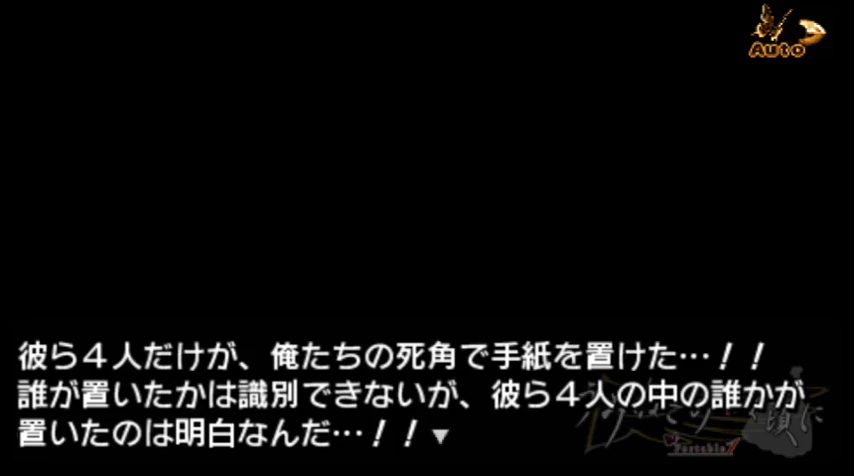 Auto
彼ら４人だけが、俺たちの死角で手紙を置けた…！！
誰が置いたかは識別できないが、彼ら４人の中の誰かが
置いたのは明白なんだ…！！▼
Portable